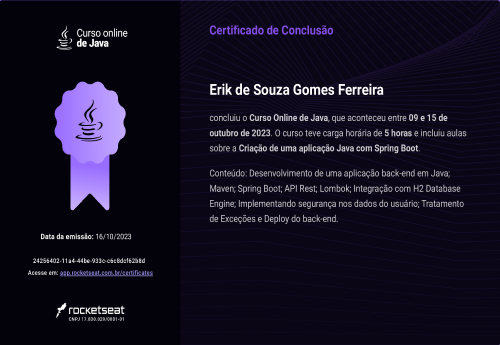 Curso online
de Java
Data da emissão: 16/10/2023
24256402-11a4-44be-933c-c6c8dcf62b8d
Acesse em: app.rocketseat.com.br/certificates
rocketseat
CNPJ 17.030.029/0001-01
Certificado de Conclusão
Erik de Souza Gomes Ferreira
concluiu o Curso Online de Java, que aconteceu entre 09 e 15 de
outubro de 2023. O curso teve carga horária de 5 horas e incluiu aulas
sobre a Criação de uma aplicação Java com Spring Boot.
Conteúdo: Desenvolvimento de uma aplicação back-end em Java;
Maven; Spring Boot; API Rest; Lombok; Integração com H2 Database
Engine; Implementando segurança nos dados do usuário; Tratamento
de Exceções e Deploy do back-end.